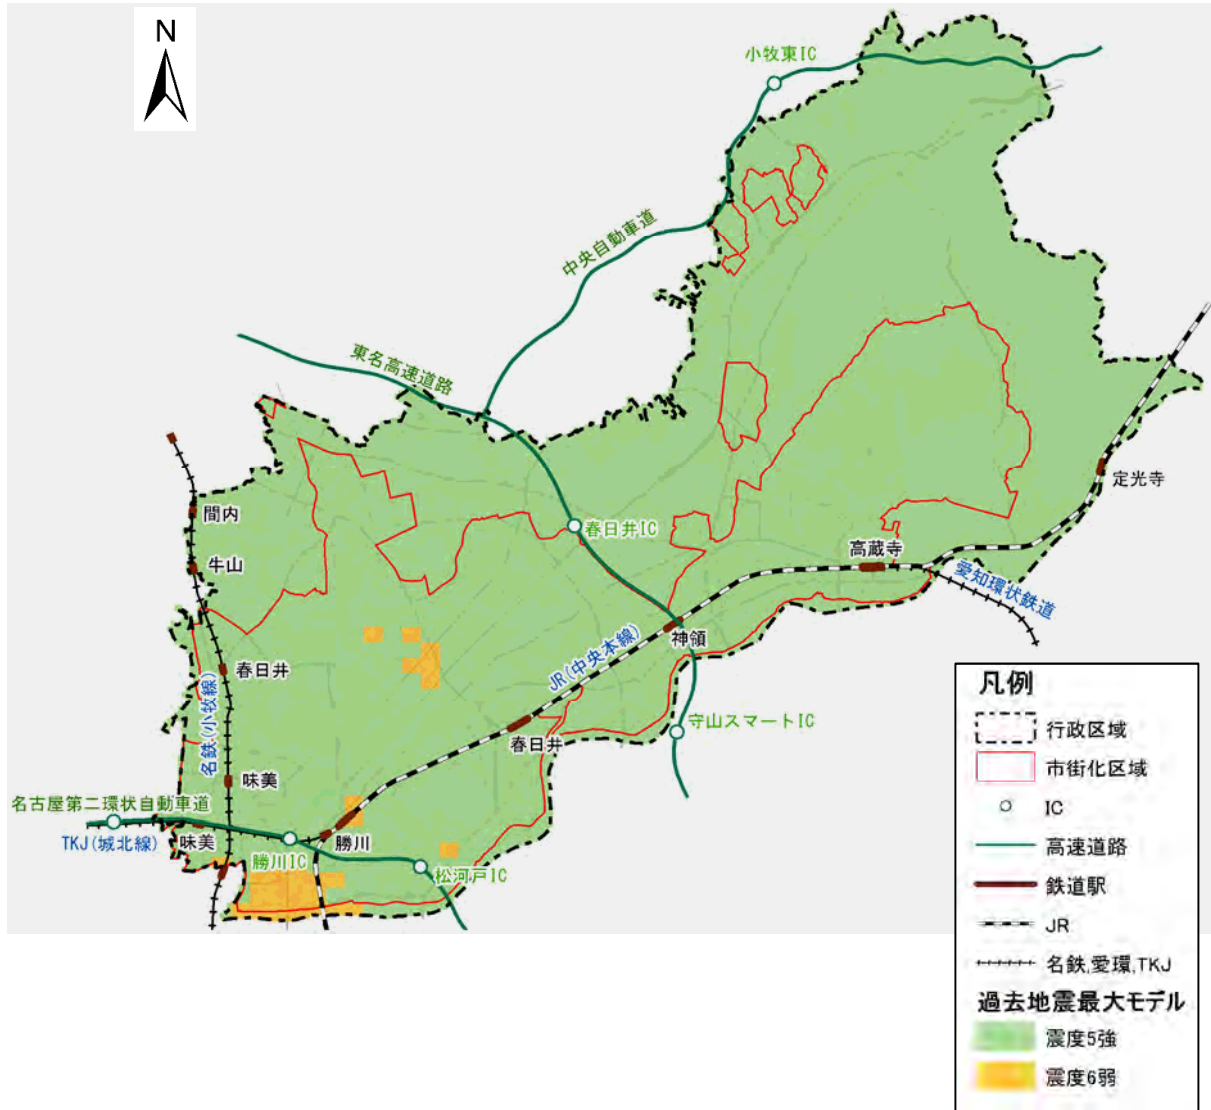 N
小牧東IC
中央自動車道
東名高速道路
間内
牛山
春日井IC
定光寺
高蔵寺
愛知環状鉄道
神領
JR(中央本線)
春日井
名鉄(小牧線)
守山スマートIC
春日井
味美
名古屋第二環状自動車道
TKJ(城北線)
味美
勝川
勝川IC
松河戸IC
凡例
行政区域
市街化区域
IC
高速道路
鉄道駅
JR
名鉄,愛環,TKJ
過去地震最大モデル
震度5強
震度6弱